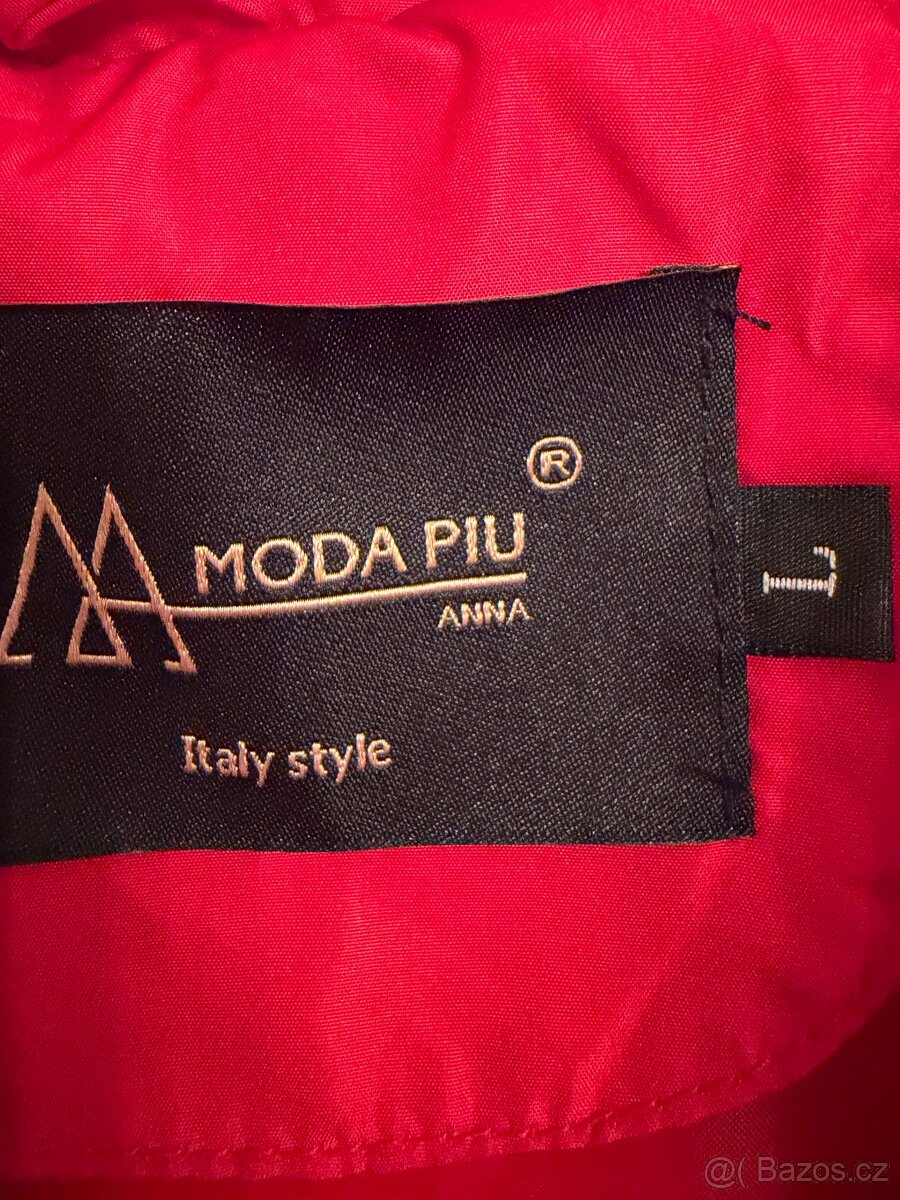 MODA PIU ®
ANNA
Italy style
L
@( Bazos.cz